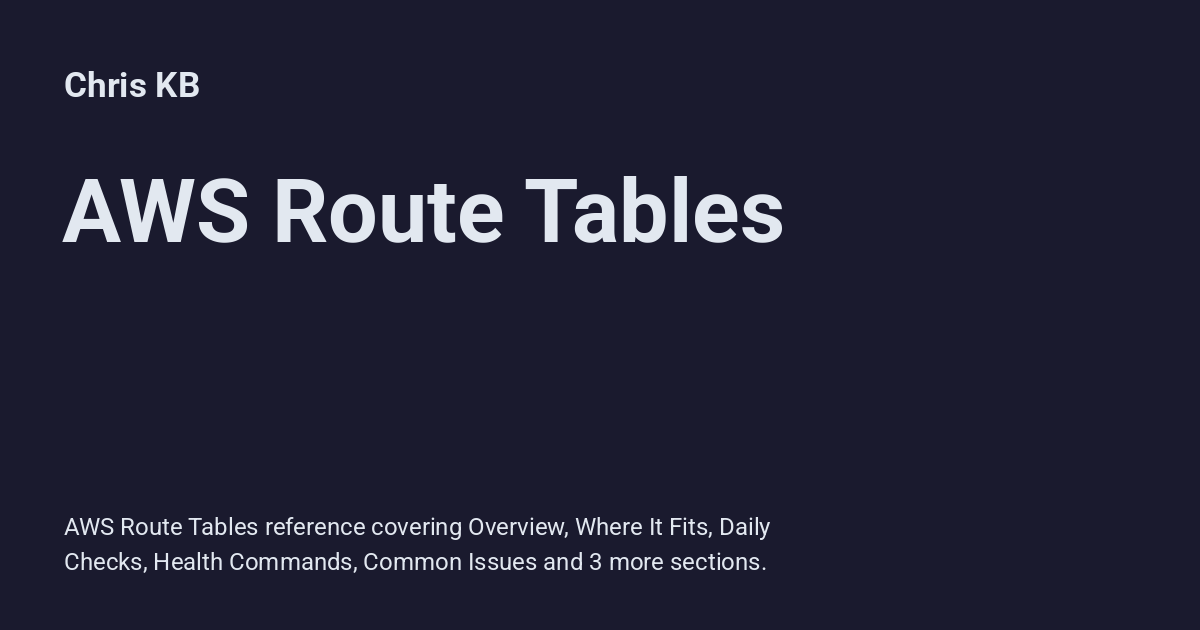 Chris KB
AWS Route Tables
AWS Route Tables reference covering Overview, Where It Fits, Daily
Checks, Health Commands, Common Issues and 3 more sections.